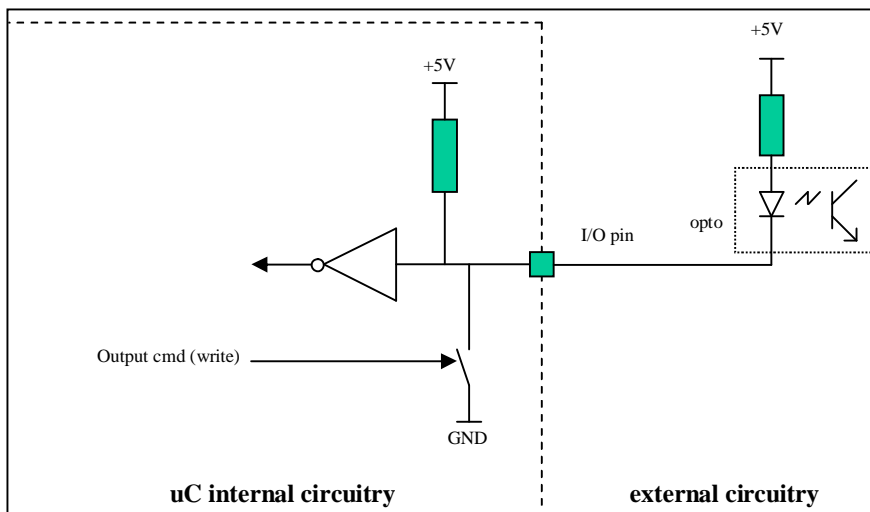 +5V
+5V
opto
I/O pin
Output cmd (write)
GND
uC internal circuitry
external circuitry